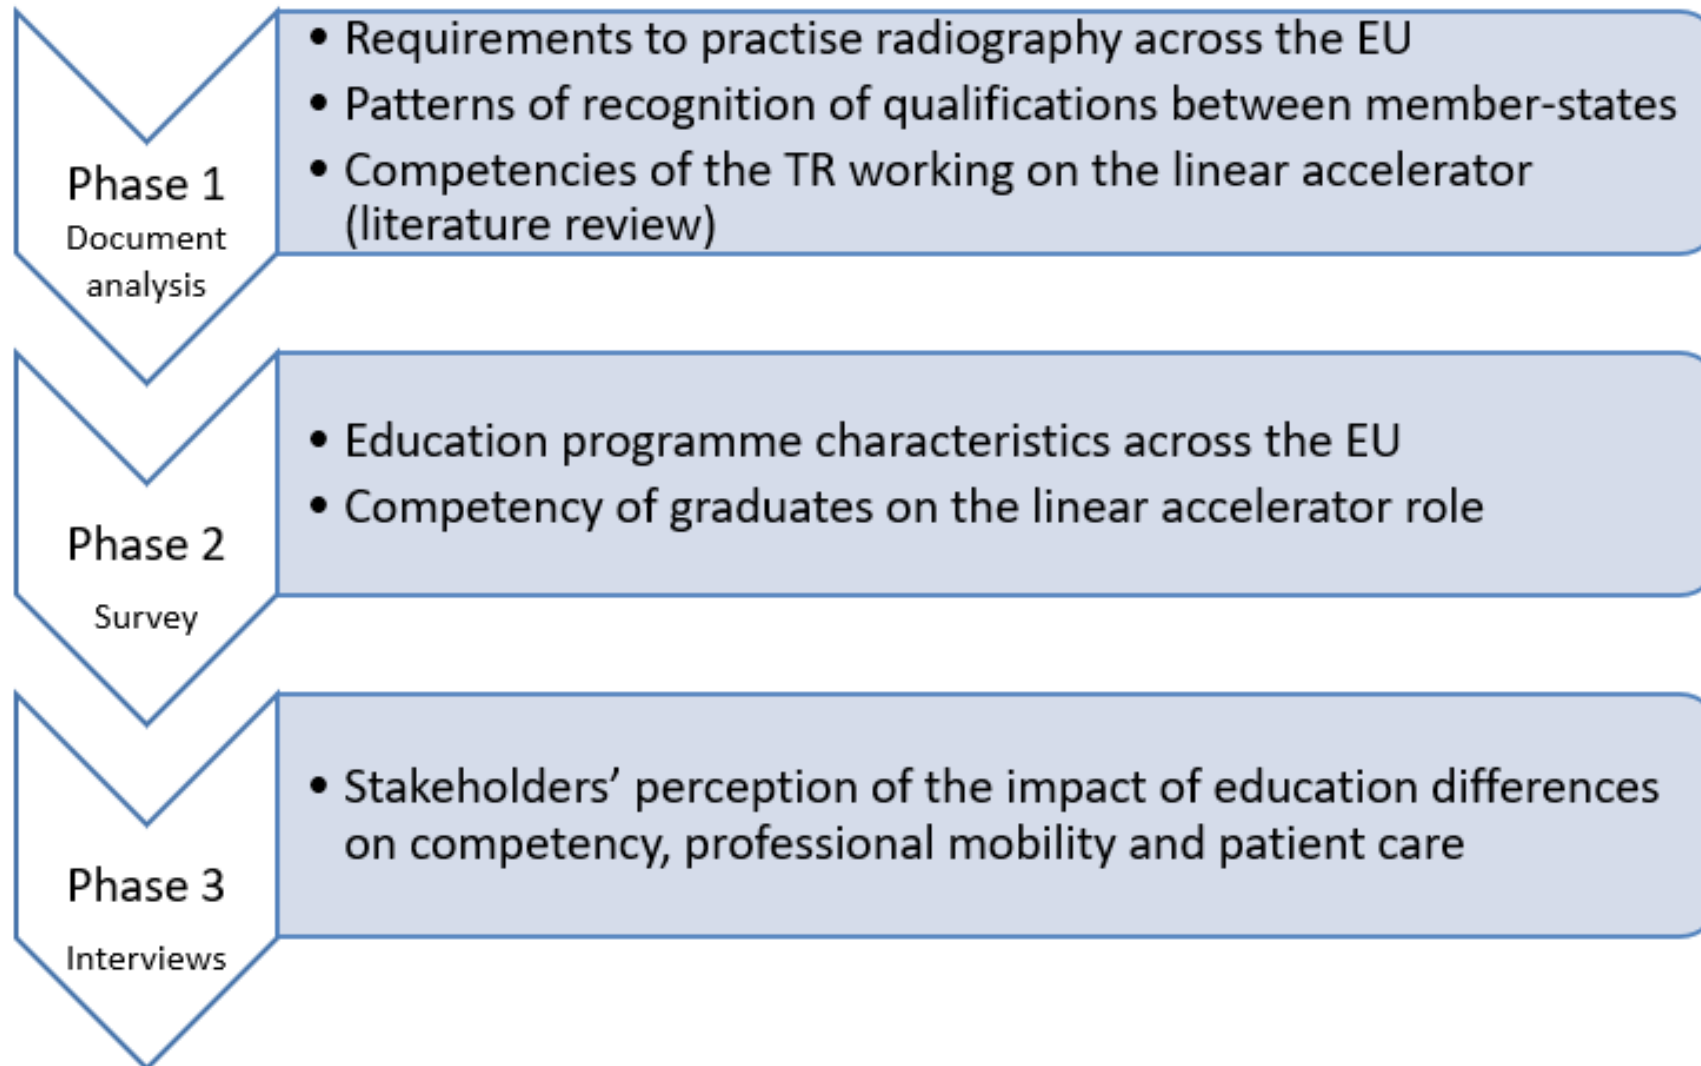 Phase 1
Document
analysis
• Requirements to practise radiography across the EU
• Patterns of recognition of qualifications between member-states
• Competencies of the TR working on the linear accelerator
(literature review)
Phase 2
Survey
• Education programme characteristics across the EU
• Competency of graduates on the linear accelerator role
Phase 3
Interviews
• Stakeholders’ perception of the impact of education differences
on competency, professional mobility and patient care